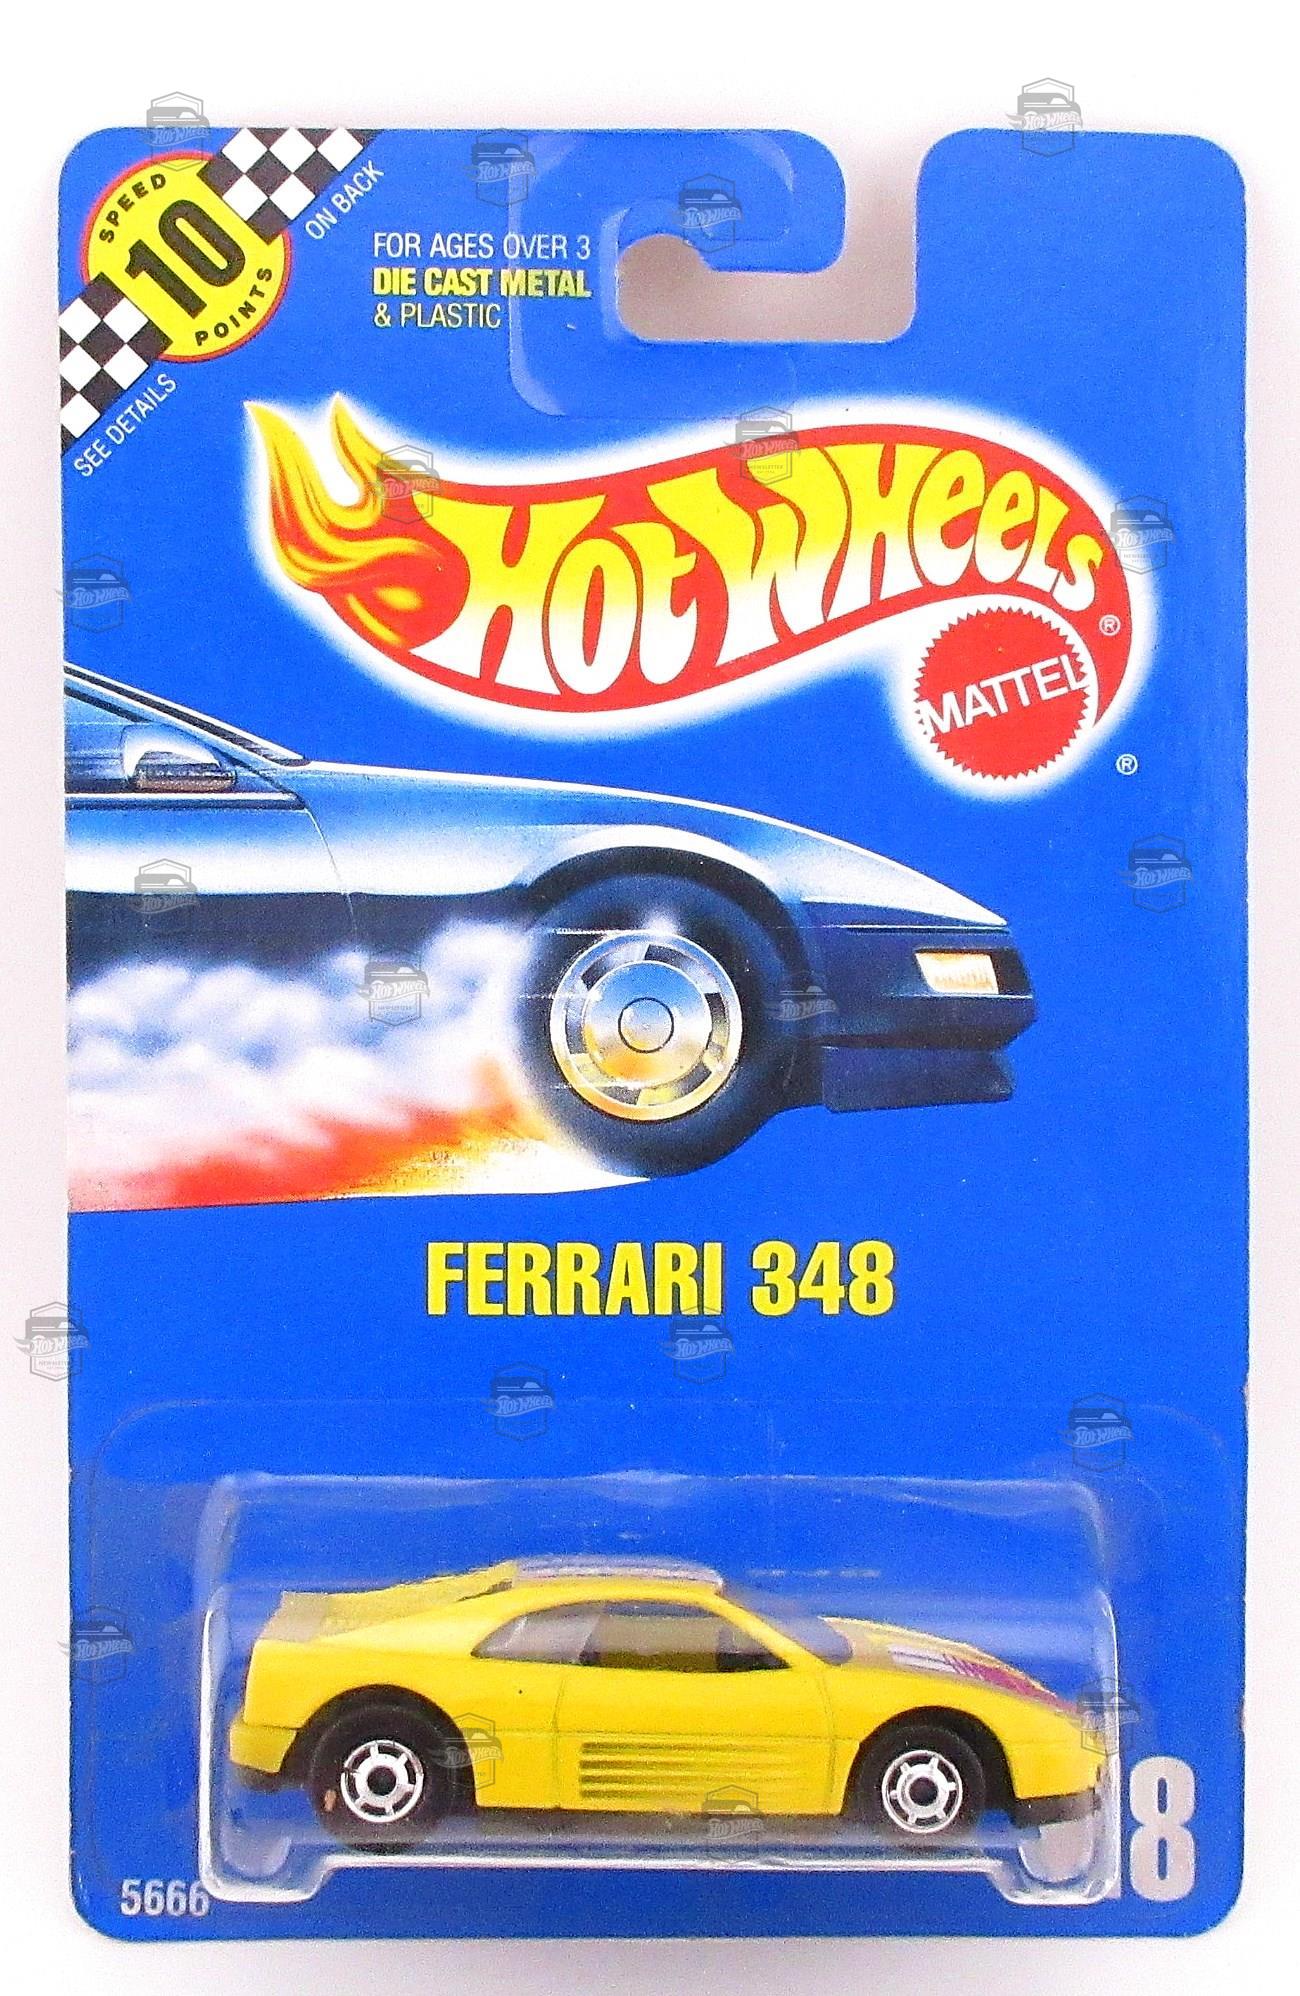 SPEED
10
POINTS
ON BACK
SEE DETAILS
FOR AGES OVER 3
DIE CAST METAL
& PLASTIC
HOT WHEELS®
MATTEL
®
FERRARI 348
5666